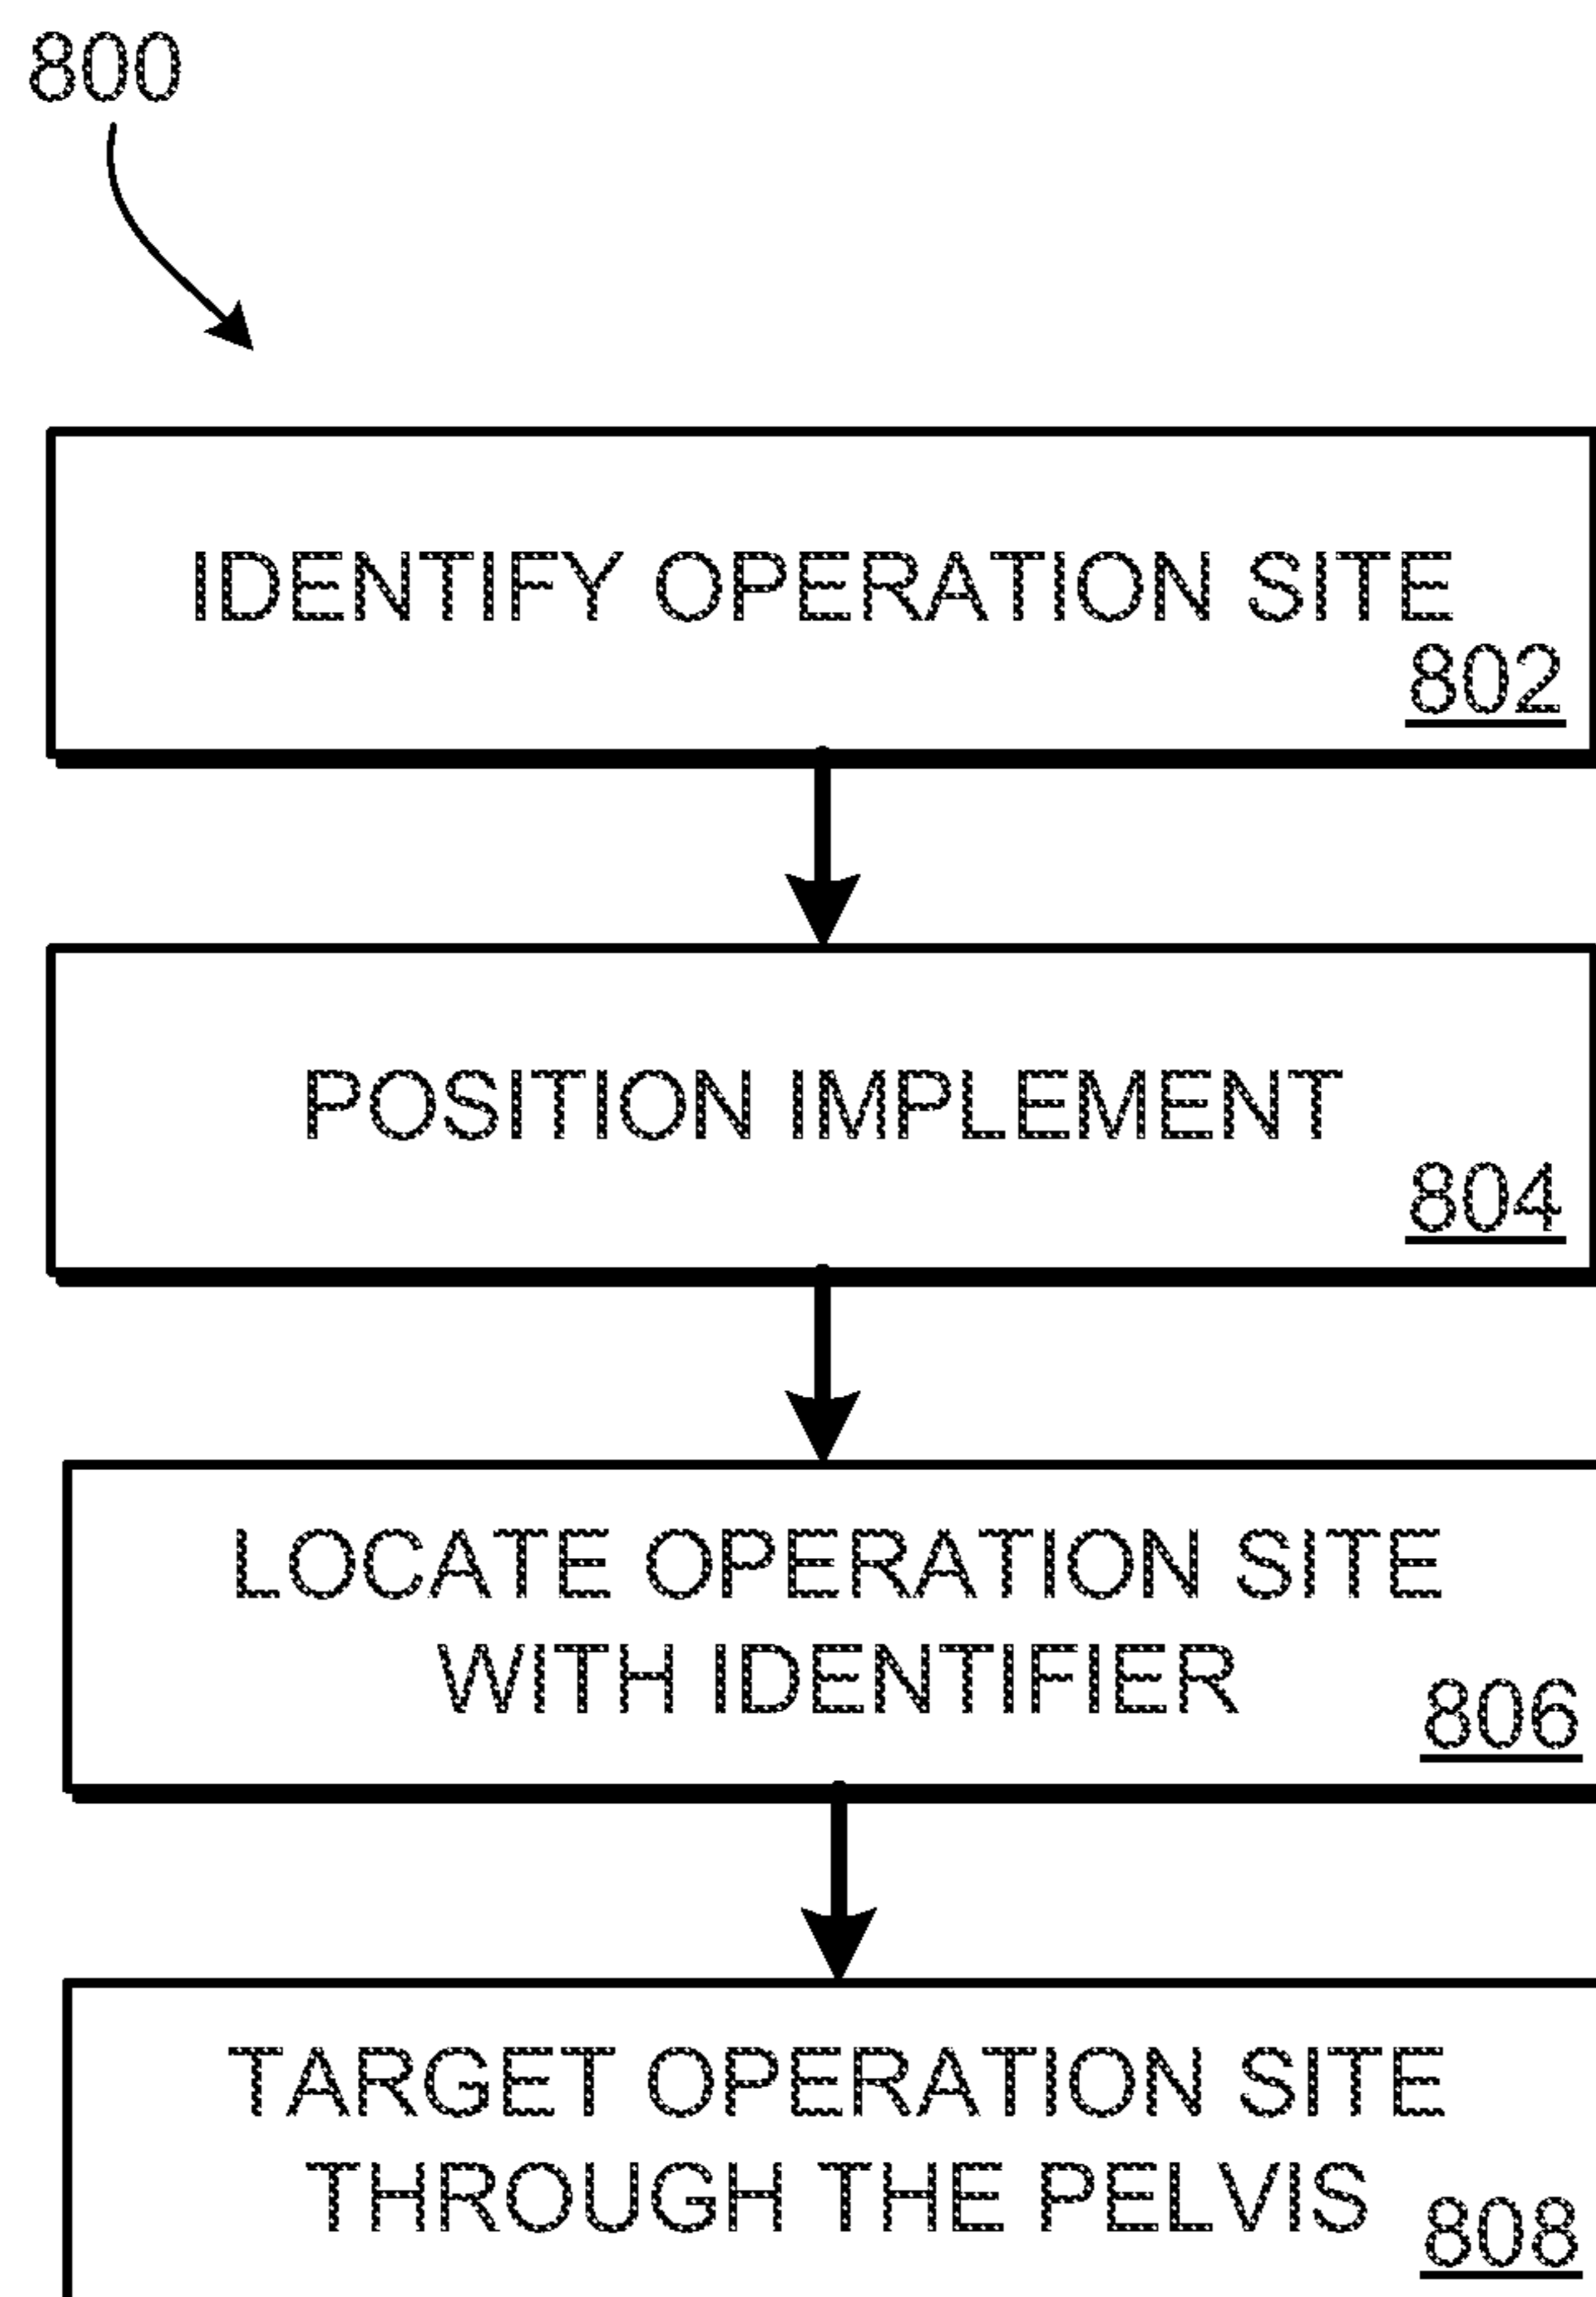 800
IDENTIFY OPERATION SITE
802
POSITION IMPLEMENT
804
LOCATE OPERATION SITE
WITH IDENTIFIER
806
TARGET OPERATION SITE
THROUGH THE PELVIS
808